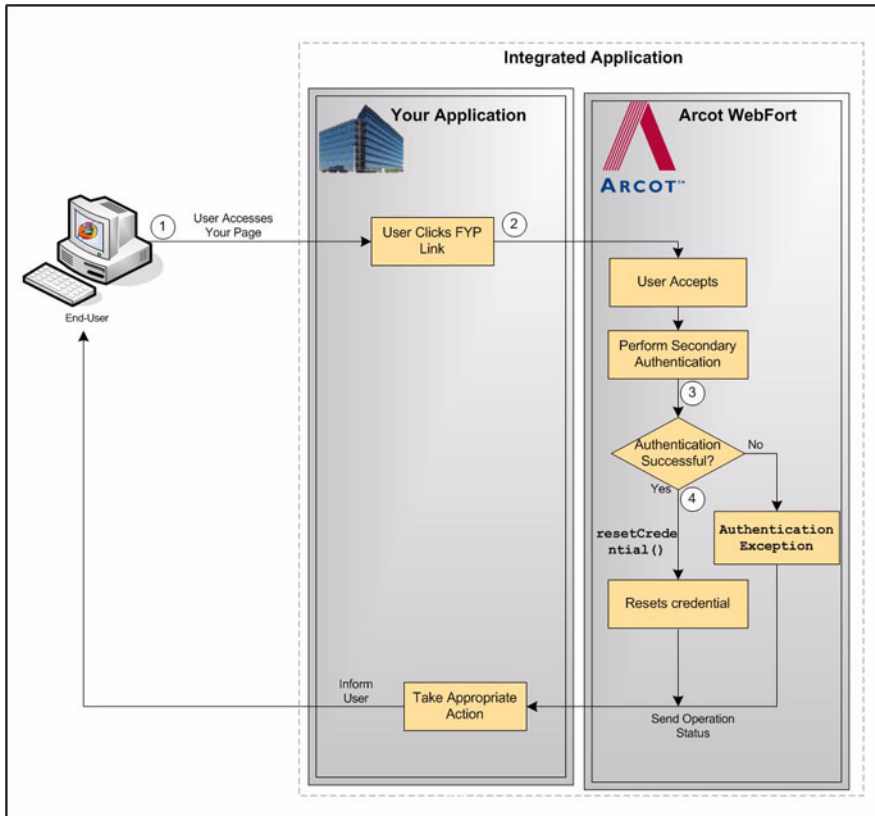 Integrated Application
Your Application
Arcot WebFort
ARCOT™
1
User Accesses
Your Page
User Clicks FYP
Link
2
End-User
User Accepts
Perform Secondary
Authentication
3
Authentication
Successful?
No
Yes
4
resetCrede
ntial()
Authentication
Exception
Resets credential
Inform
User
Take Appropriate
Action
Send Operation
Status